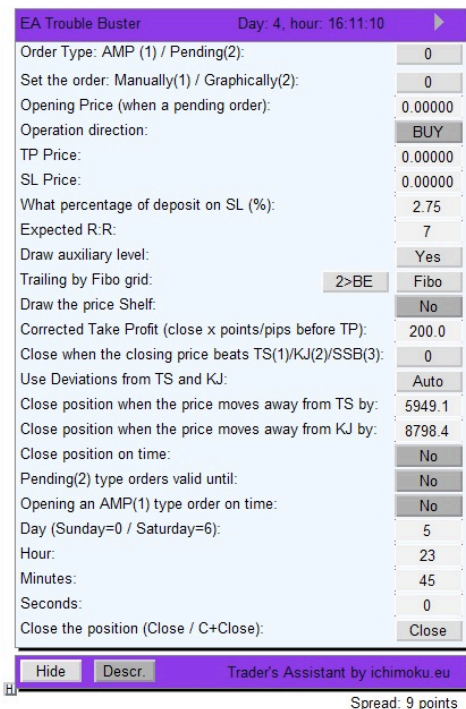 EA Trouble Buster Day: 4, hour: 16:11:10
Order Type: AMP (1) / Pending(2): 0
Set the order: Manually(1) / Graphically(2): 0
Opening Price (when a pending order): 0.00000
Operation direction: BUY
TP Price: 0.00000
SL Price: 0.00000
What percentage of deposit on SL (%): 2.75
Expected R:R: 7
Draw auxiliary level: Yes
Trailing by Fibo grid: 2>BE Fibo
Draw the price Shelf: No
Corrected Take Profit (close x points/pips before TP): 200.0
Close when the closing price beats TS(1)/KJ(2)/SSB(3): 0
Use Deviations from TS and KJ: Auto
Close position when the price moves away from TS by: 5949.1
Close position when the price moves away from KJ by: 8798.4
Close position on time: No
Pending(2) type orders valid until: No
Opening an AMP(1) type order on time: No
Day (Sunday=0 / Saturday=6): 5
Hour: 23
Minutes: 45
Seconds: 0
Close the position (Close / C+Close): Close
Hide Descr. Trader's Assistant by ichimoku.eu
H
Spread: 9 points